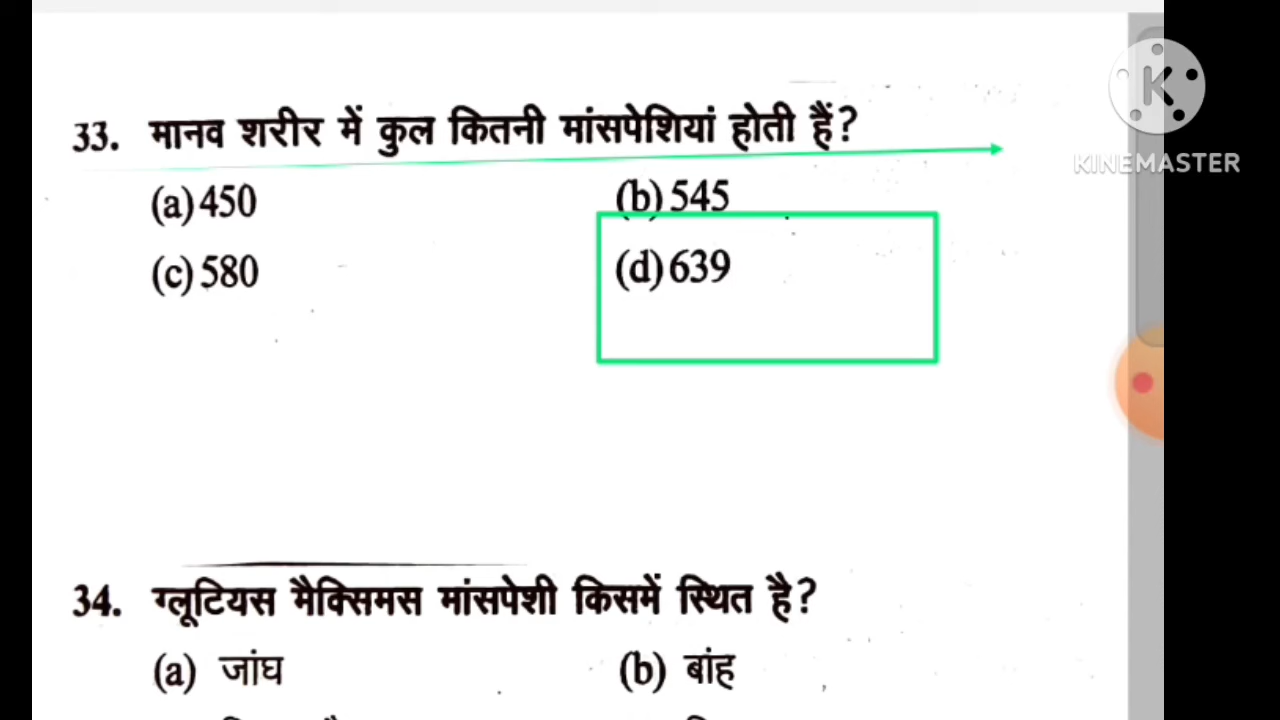 33. मानव शरीर में कुल कितनी मांसपेशियां होती हैं?
(a) 450 (b) 545
(c) 580 (d) 639
K
KINEMASTER
34. ग्लूटियस मैक्सिमस मांसपेशी किसमें स्थित है?
(a) जांघ (b) बांह